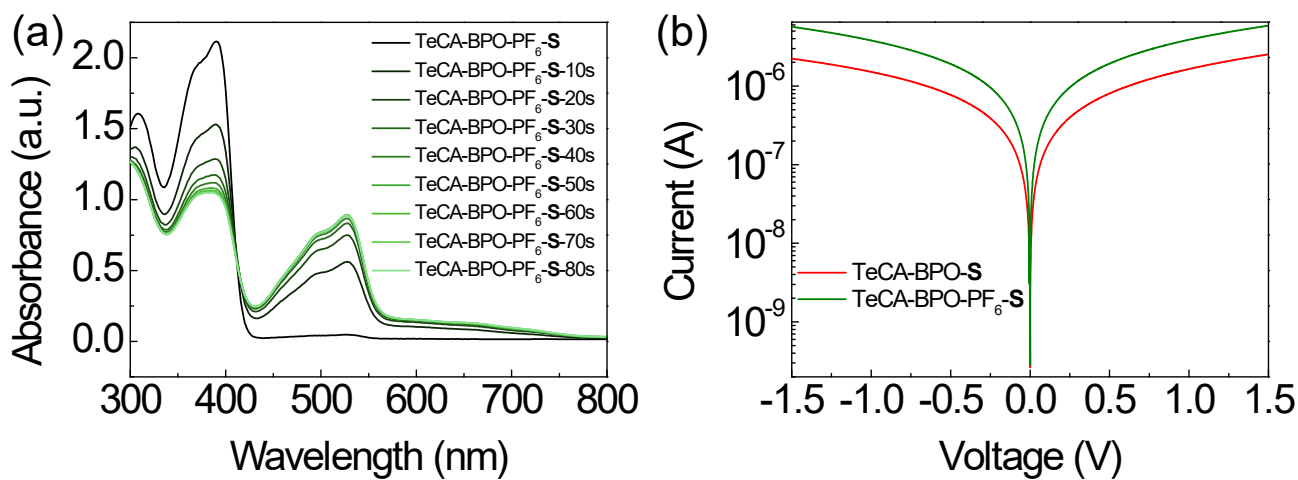 (a)
Absorbance (a.u.)
2.0
1.5
1.0
0.5
0.0
TeCA-BPO-PF₆-S
TeCA-BPO-PF₆-S-10s
TeCA-BPO-PF₆-S-20s
TeCA-BPO-PF₆-S-30s
TeCA-BPO-PF₆-S-40s
TeCA-BPO-PF₆-S-50s
TeCA-BPO-PF₆-S-60s
TeCA-BPO-PF₆-S-70s
TeCA-BPO-PF₆-S-80s
300 400 500 600 700 800
Wavelength (nm)
(b)
Current (A)
10⁻⁶
10⁻⁷
10⁻⁸
10⁻⁹
TeCA-BPO-S
TeCA-BPO-PF₆-S
-1.5 -1.0 -0.5 0.0 0.5 1.0 1.5
Voltage (V)